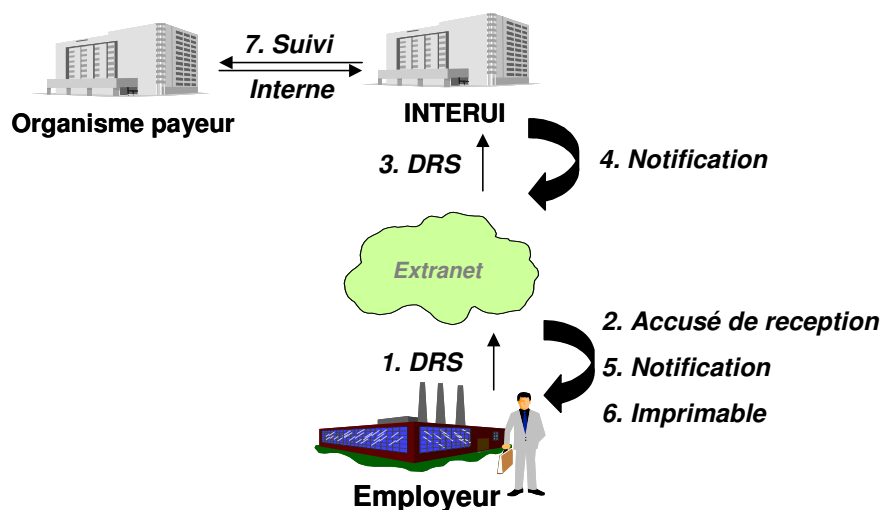 7. Suivi
Interne
Organisme payeur
INTERUI
3. DRS
4. Notification
Extranet
2. Accusé de reception
1. DRS
5. Notification
6. Imprimable
Employeur